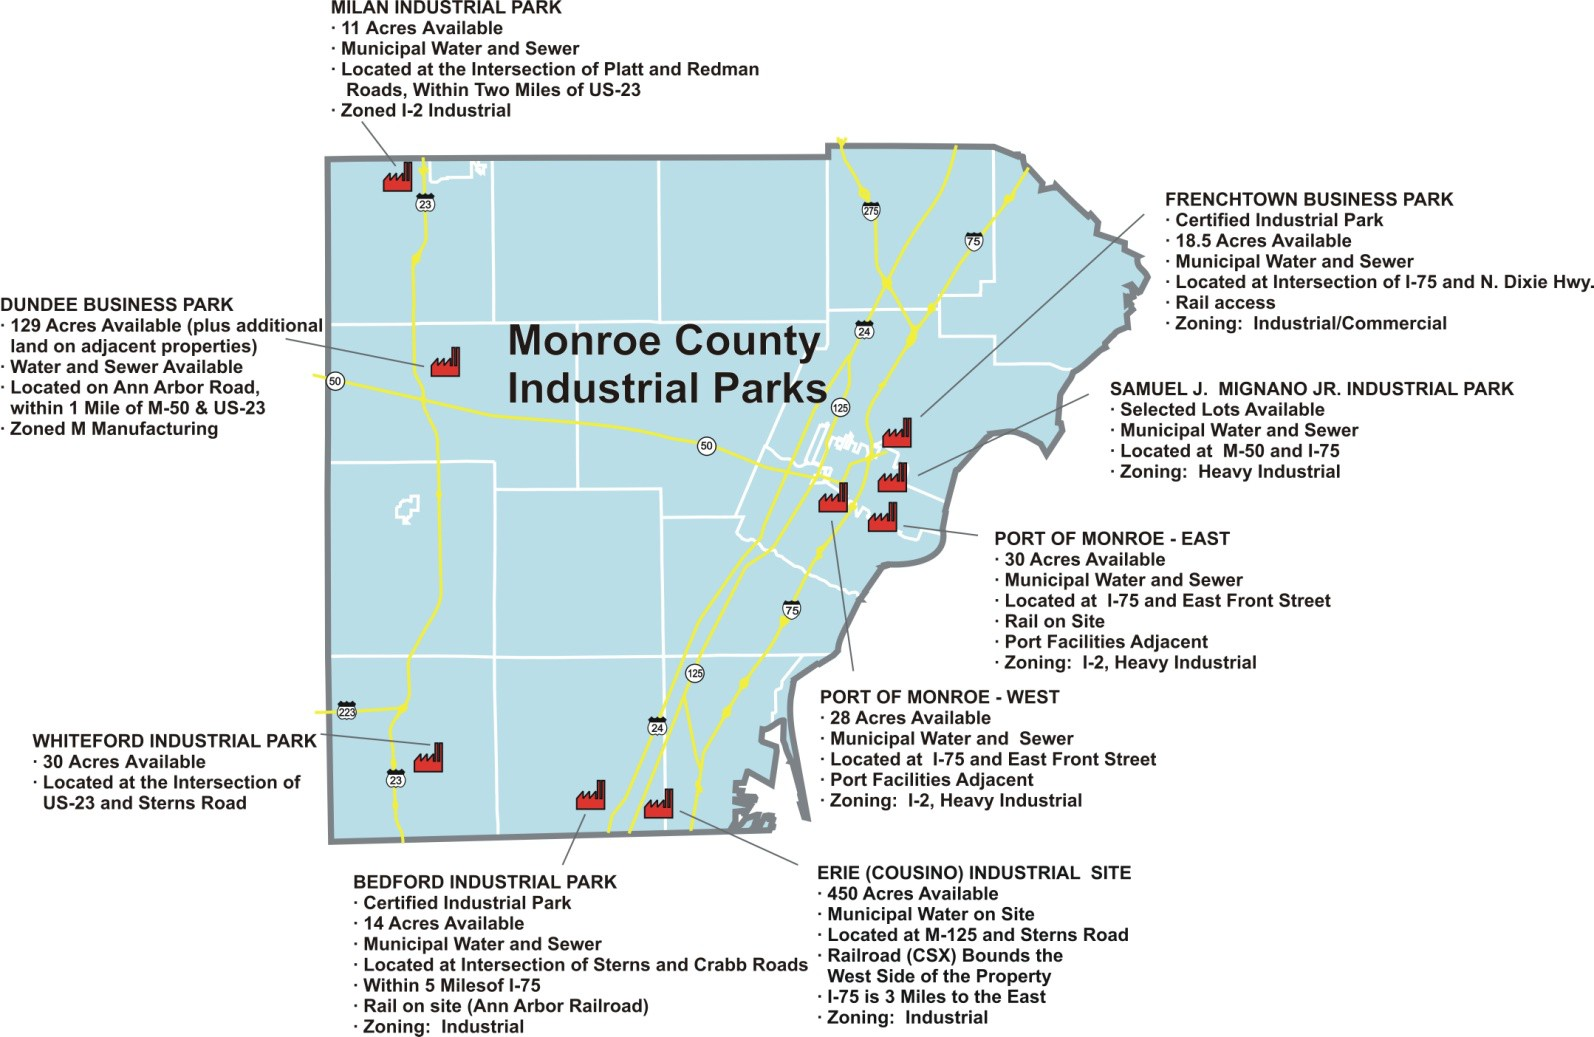 MILAN INDUSTRIAL PARK
· 11 Acres Available
· Municipal Water and Sewer
· Located at the Intersection of Platt and Redman
Roads, Within Two Miles of US-23
· Zoned I-2 Industrial
FRENCHTOWN BUSINESS PARK
· Certified Industrial Park
· 18.5 Acres Available
· Municipal Water and Sewer
· Located at Intersection of I-75 and N. Dixie Hwy.
· Rail access
· Zoning: Industrial/Commercial
DUNDEE BUSINESS PARK
· 129 Acres Available (plus additional
land on adjacent properties)
· Water and Sewer Available
· Located on Ann Arbor Road,
within 1 Mile of M-50 & US-23
· Zoned M Manufacturing
Monroe County
Industrial Parks
23
275
75
24
50
125
50
75
125
24
223
23
SAMUEL J. MIGNANO JR. INDUSTRIAL PARK
· Selected Lots Available
· Municipal Water and Sewer
· Located at M-50 and I-75
· Zoning: Heavy Industrial
PORT OF MONROE - EAST
· 30 Acres Available
· Municipal Water and Sewer
· Located at I-75 and East Front Street
· Rail on Site
· Port Facilities Adjacent
· Zoning: I-2, Heavy Industrial
PORT OF MONROE - WEST
· 28 Acres Available
· Municipal Water and Sewer
· Located at I-75 and East Front Street
· Port Facilities Adjacent
· Zoning: I-2, Heavy Industrial
WHITEFORD INDUSTRIAL PARK
· 30 Acres Available
· Located at the Intersection of
US-23 and Sterns Road
BEDFORD INDUSTRIAL PARK
· Certified Industrial Park
· 14 Acres Available
· Municipal Water and Sewer
· Located at Intersection of Sterns and Crabb Roads
· Within 5 Milesof I-75
· Rail on site (Ann Arbor Railroad)
· Zoning: Industrial
ERIE (COUSINO) INDUSTRIAL SITE
· 450 Acres Available
· Municipal Water on Site
· Located at M-125 and Sterns Road
· Railroad (CSX) Bounds the
West Side of the Property
· I-75 is 3 Miles to the East
· Zoning: Industrial